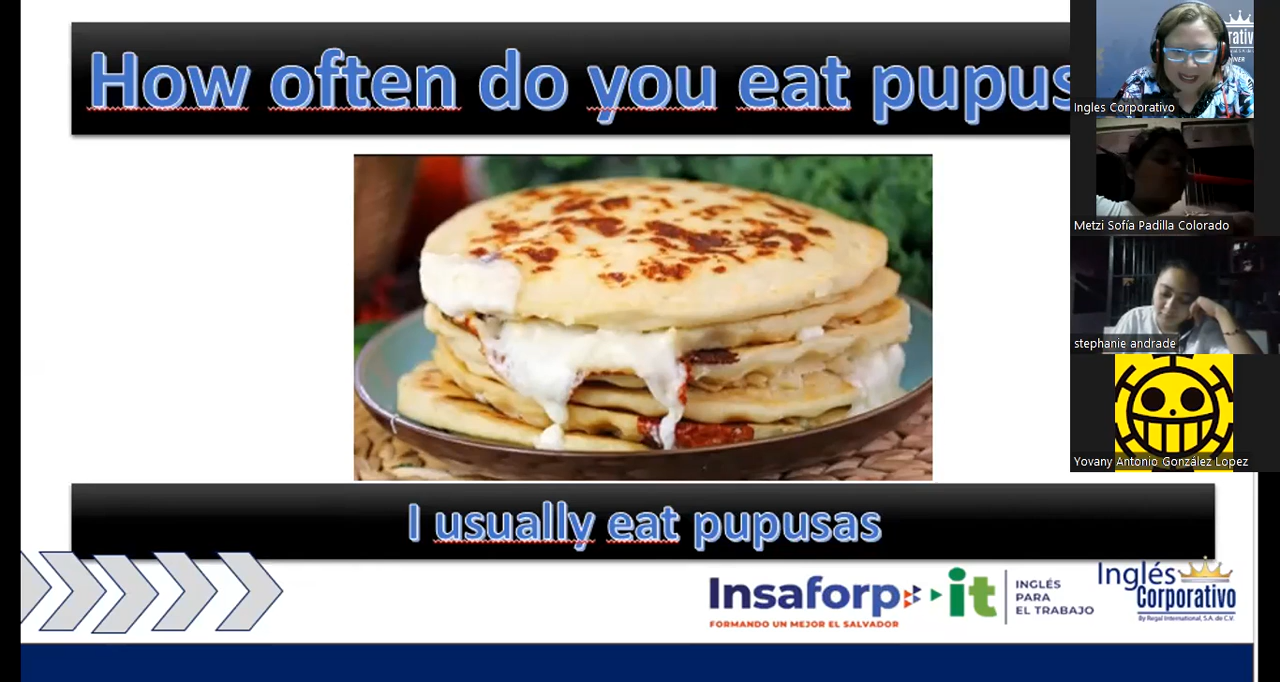 How often do you eat pupus
I usually eat pupusas
Insaforp it
FORMANDO UN MEJOR EL SALVADOR
INGLÉS
PARA
EL TRABAJO
Inglés
Corporativo
By Regal International, S.A. de C.V.
Ingles Corporativo
Metzi Sofía Padilla Colorado
stephanie andrade
Yovany Antonio González Lopez